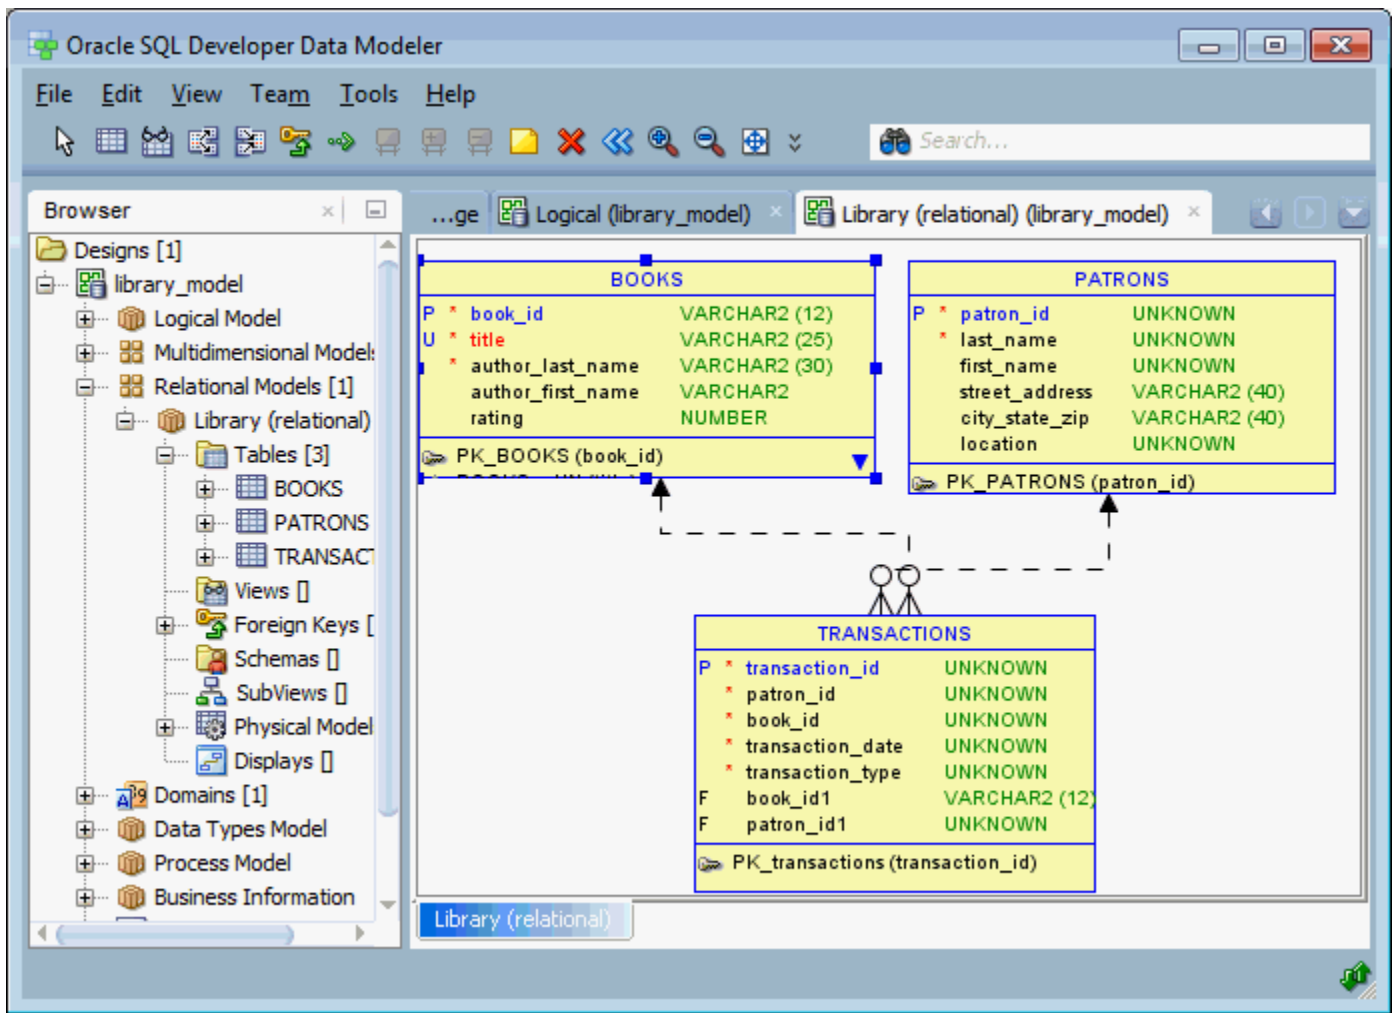 Oracle SQL Developer Data Modeler
File Edit View Team Tools Help
Search...
Browser
...ge Logical (library_model) Library (relational) (library_model)
Designs [1]
library_model
Logical Model
Multidimensional Models
Relational Models [1]
Library (relational)
Tables [3]
BOOKS
PATRONS
TRANSACT
Views []
Foreign Keys [
Schemas []
SubViews []
Physical Model
Displays []
Domains [1]
Data Types Model
Process Model
Business Information
BOOKS
P * book_id VARCHAR2 (12)
U * title VARCHAR2 (25)
* author_last_name VARCHAR2 (30)
author_first_name VARCHAR2
rating NUMBER
PK_BOOKS (book_id)
PATRONS
P * patron_id UNKNOWN
* last_name UNKNOWN
first_name UNKNOWN
street_address VARCHAR2 (40)
city_state_zip VARCHAR2 (40)
location UNKNOWN
PK_PATRONS (patron_id)
TRANSACTIONS
P * transaction_id UNKNOWN
* patron_id UNKNOWN
* book_id UNKNOWN
* transaction_date UNKNOWN
* transaction_type UNKNOWN
F book_id1 VARCHAR2 (12)
F patron_id1 UNKNOWN
PK_transactions (transaction_id)
Library (relational)